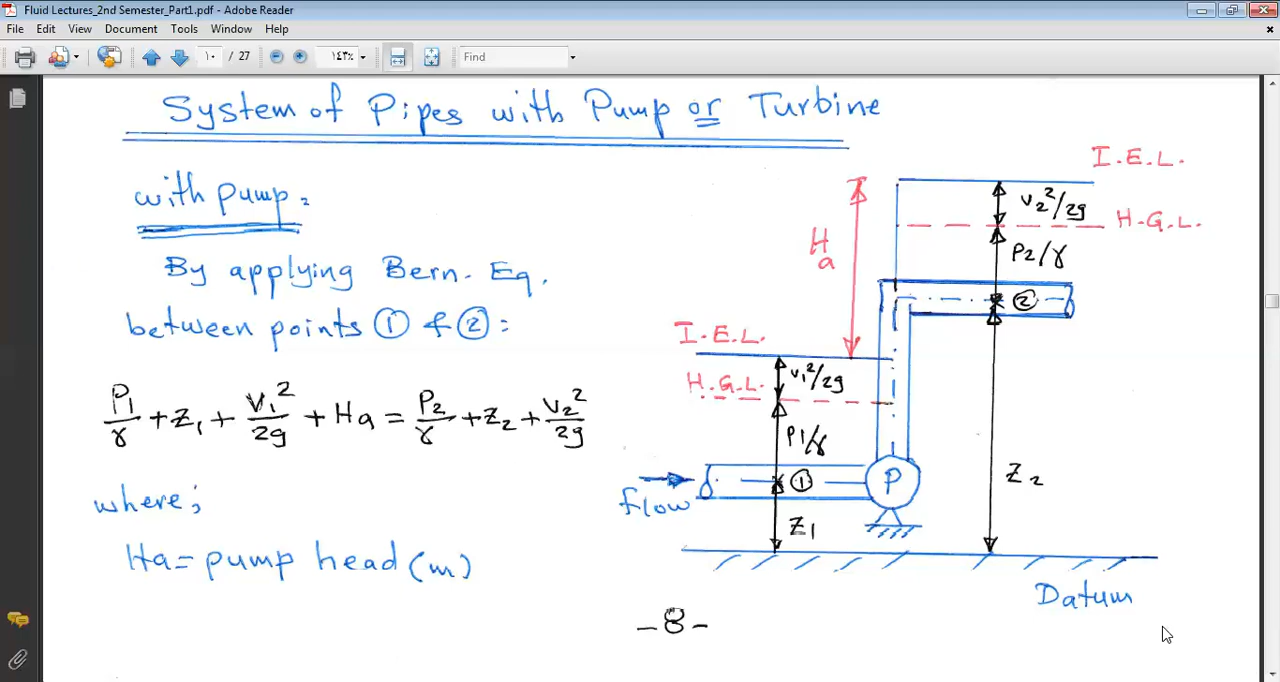 Fluid Lectures_2nd Semester_Part1.pdf - Adobe Reader
File Edit View Document Tools Window Help
١٠ / 27 ١٤٣% Find
System of Pipes with Pump or Turbine
with pump:
By applying Bern. Eq.
between points ① & ② :
P₁/γ + Z₁ + V₁²/2g + Ha = P₂/γ + Z₂ + V₂²/2g
where;
Ha = pump head (m)
I.E.L.
V₂²/2g
H.G.L.
Ha
P₂/γ
②
I.E.L.
V₁²/2g
H.G.L.
P₁/γ
Flow
①
P
Z₂
Z₁
Datum
-8-